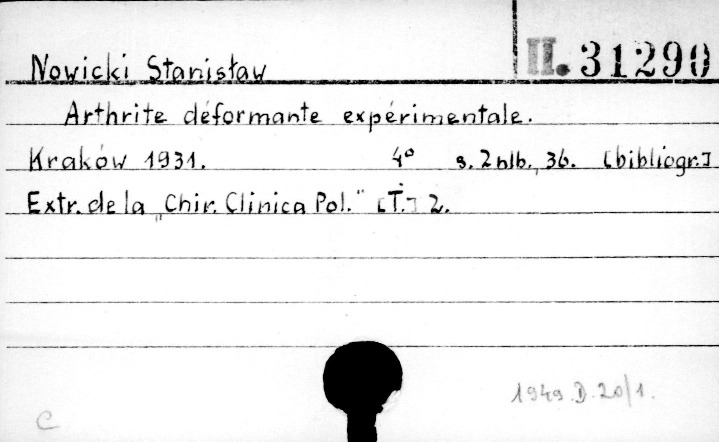 II. 31290
Nowicki Stanisław
Arthrite déformante expérimentale.
Kraków 1931. 4° s. 2 nlb., 36. [bibliogr.]
Extr. de la „Chir. Clinica Pol." [T.] 2.
1949. D. 20/1.
C